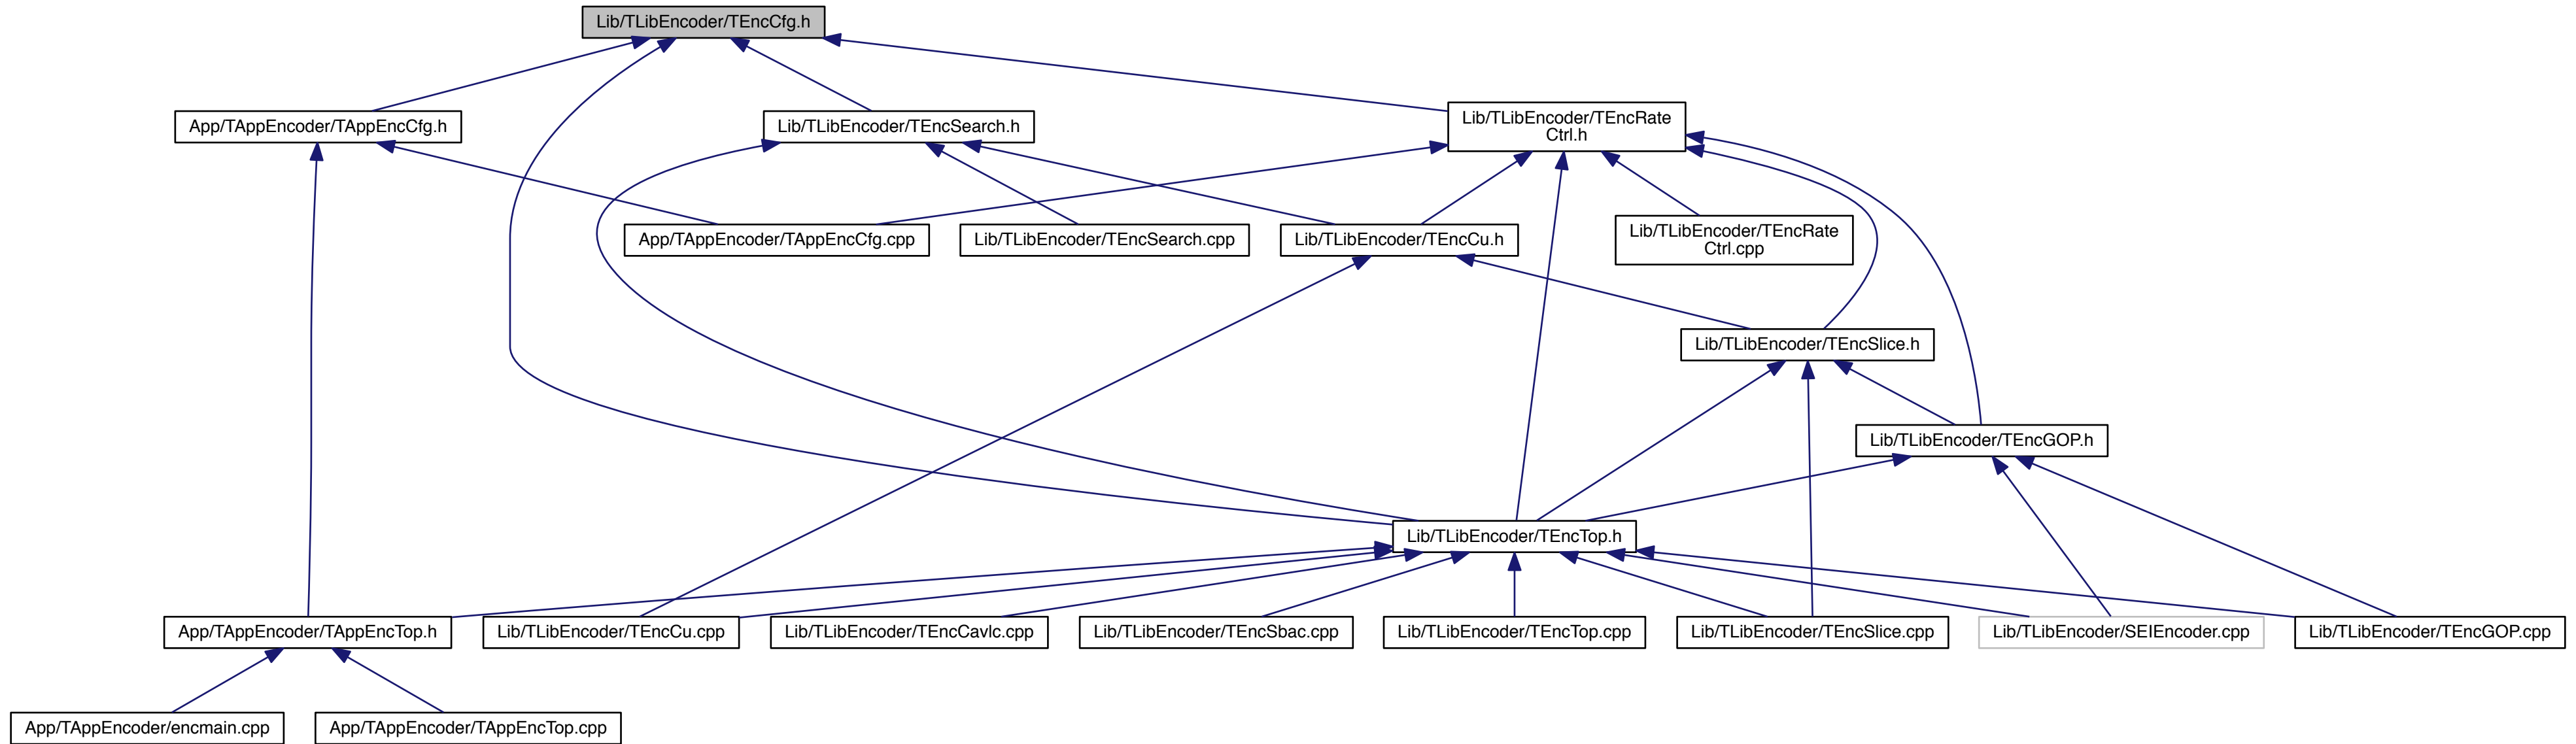 Lib/TLibEncoder/TEncCfg.h
App/TAppEncoder/TAppEncCfg.h
Lib/TLibEncoder/TEncSearch.h
Lib/TLibEncoder/TEncRate
Ctrl.h
App/TAppEncoder/TAppEncCfg.cpp
Lib/TLibEncoder/TEncSearch.cpp
Lib/TLibEncoder/TEncCu.h
Lib/TLibEncoder/TEncRate
Ctrl.cpp
Lib/TLibEncoder/TEncSlice.h
Lib/TLibEncoder/TEncGOP.h
Lib/TLibEncoder/TEncTop.h
App/TAppEncoder/TAppEncTop.h
Lib/TLibEncoder/TEncCu.cpp
Lib/TLibEncoder/TEncCavlc.cpp
Lib/TLibEncoder/TEncSbac.cpp
Lib/TLibEncoder/TEncTop.cpp
Lib/TLibEncoder/TEncSlice.cpp
Lib/TLibEncoder/SEIEncoder.cpp
Lib/TLibEncoder/TEncGOP.cpp
App/TAppEncoder/encmain.cpp
App/TAppEncoder/TAppEncTop.cpp